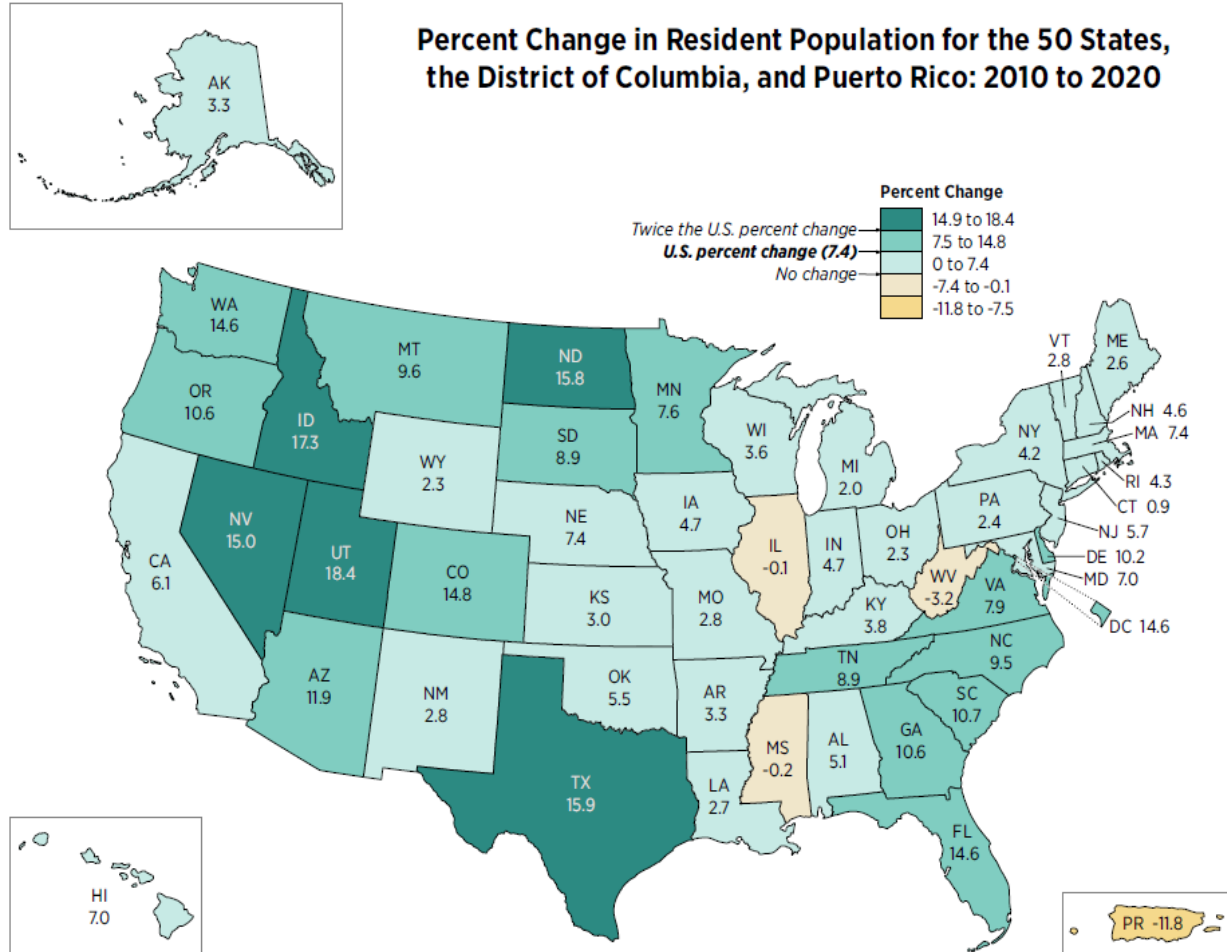 Percent Change in Resident Population for the 50 States,
the District of Columbia, and Puerto Rico: 2010 to 2020
AK
3.3
Percent Change
Twice the U.S. percent change
U.S. percent change (7.4)
No change
14.9 to 18.4
7.5 to 14.8
0 to 7.4
-7.4 to -0.1
-11.8 to -7.5
WA
14.6
OR
10.6
CA
6.1
NV
15.0
ID
17.3
MT
9.6
WY
2.3
UT
18.4
AZ
11.9
CO
14.8
NM
2.8
ND
15.8
SD
8.9
NE
7.4
KS
3.0
OK
5.5
TX
15.9
MN
7.6
IA
4.7
MO
2.8
AR
3.3
LA
2.7
WI
3.6
IL
-0.1
MS
-0.2
MI
2.0
IN
4.7
KY
3.8
TN
8.9
AL
5.1
OH
2.3
WV
-3.2
GA
10.6
FL
14.6
SC
10.7
NC
9.5
VA
7.9
PA
2.4
NY
4.2
VT
2.8
ME
2.6
NH 4.6
MA 7.4
RI 4.3
CT 0.9
NJ 5.7
DE 10.2
MD 7.0
DC 14.6
HI
7.0
PR -11.8